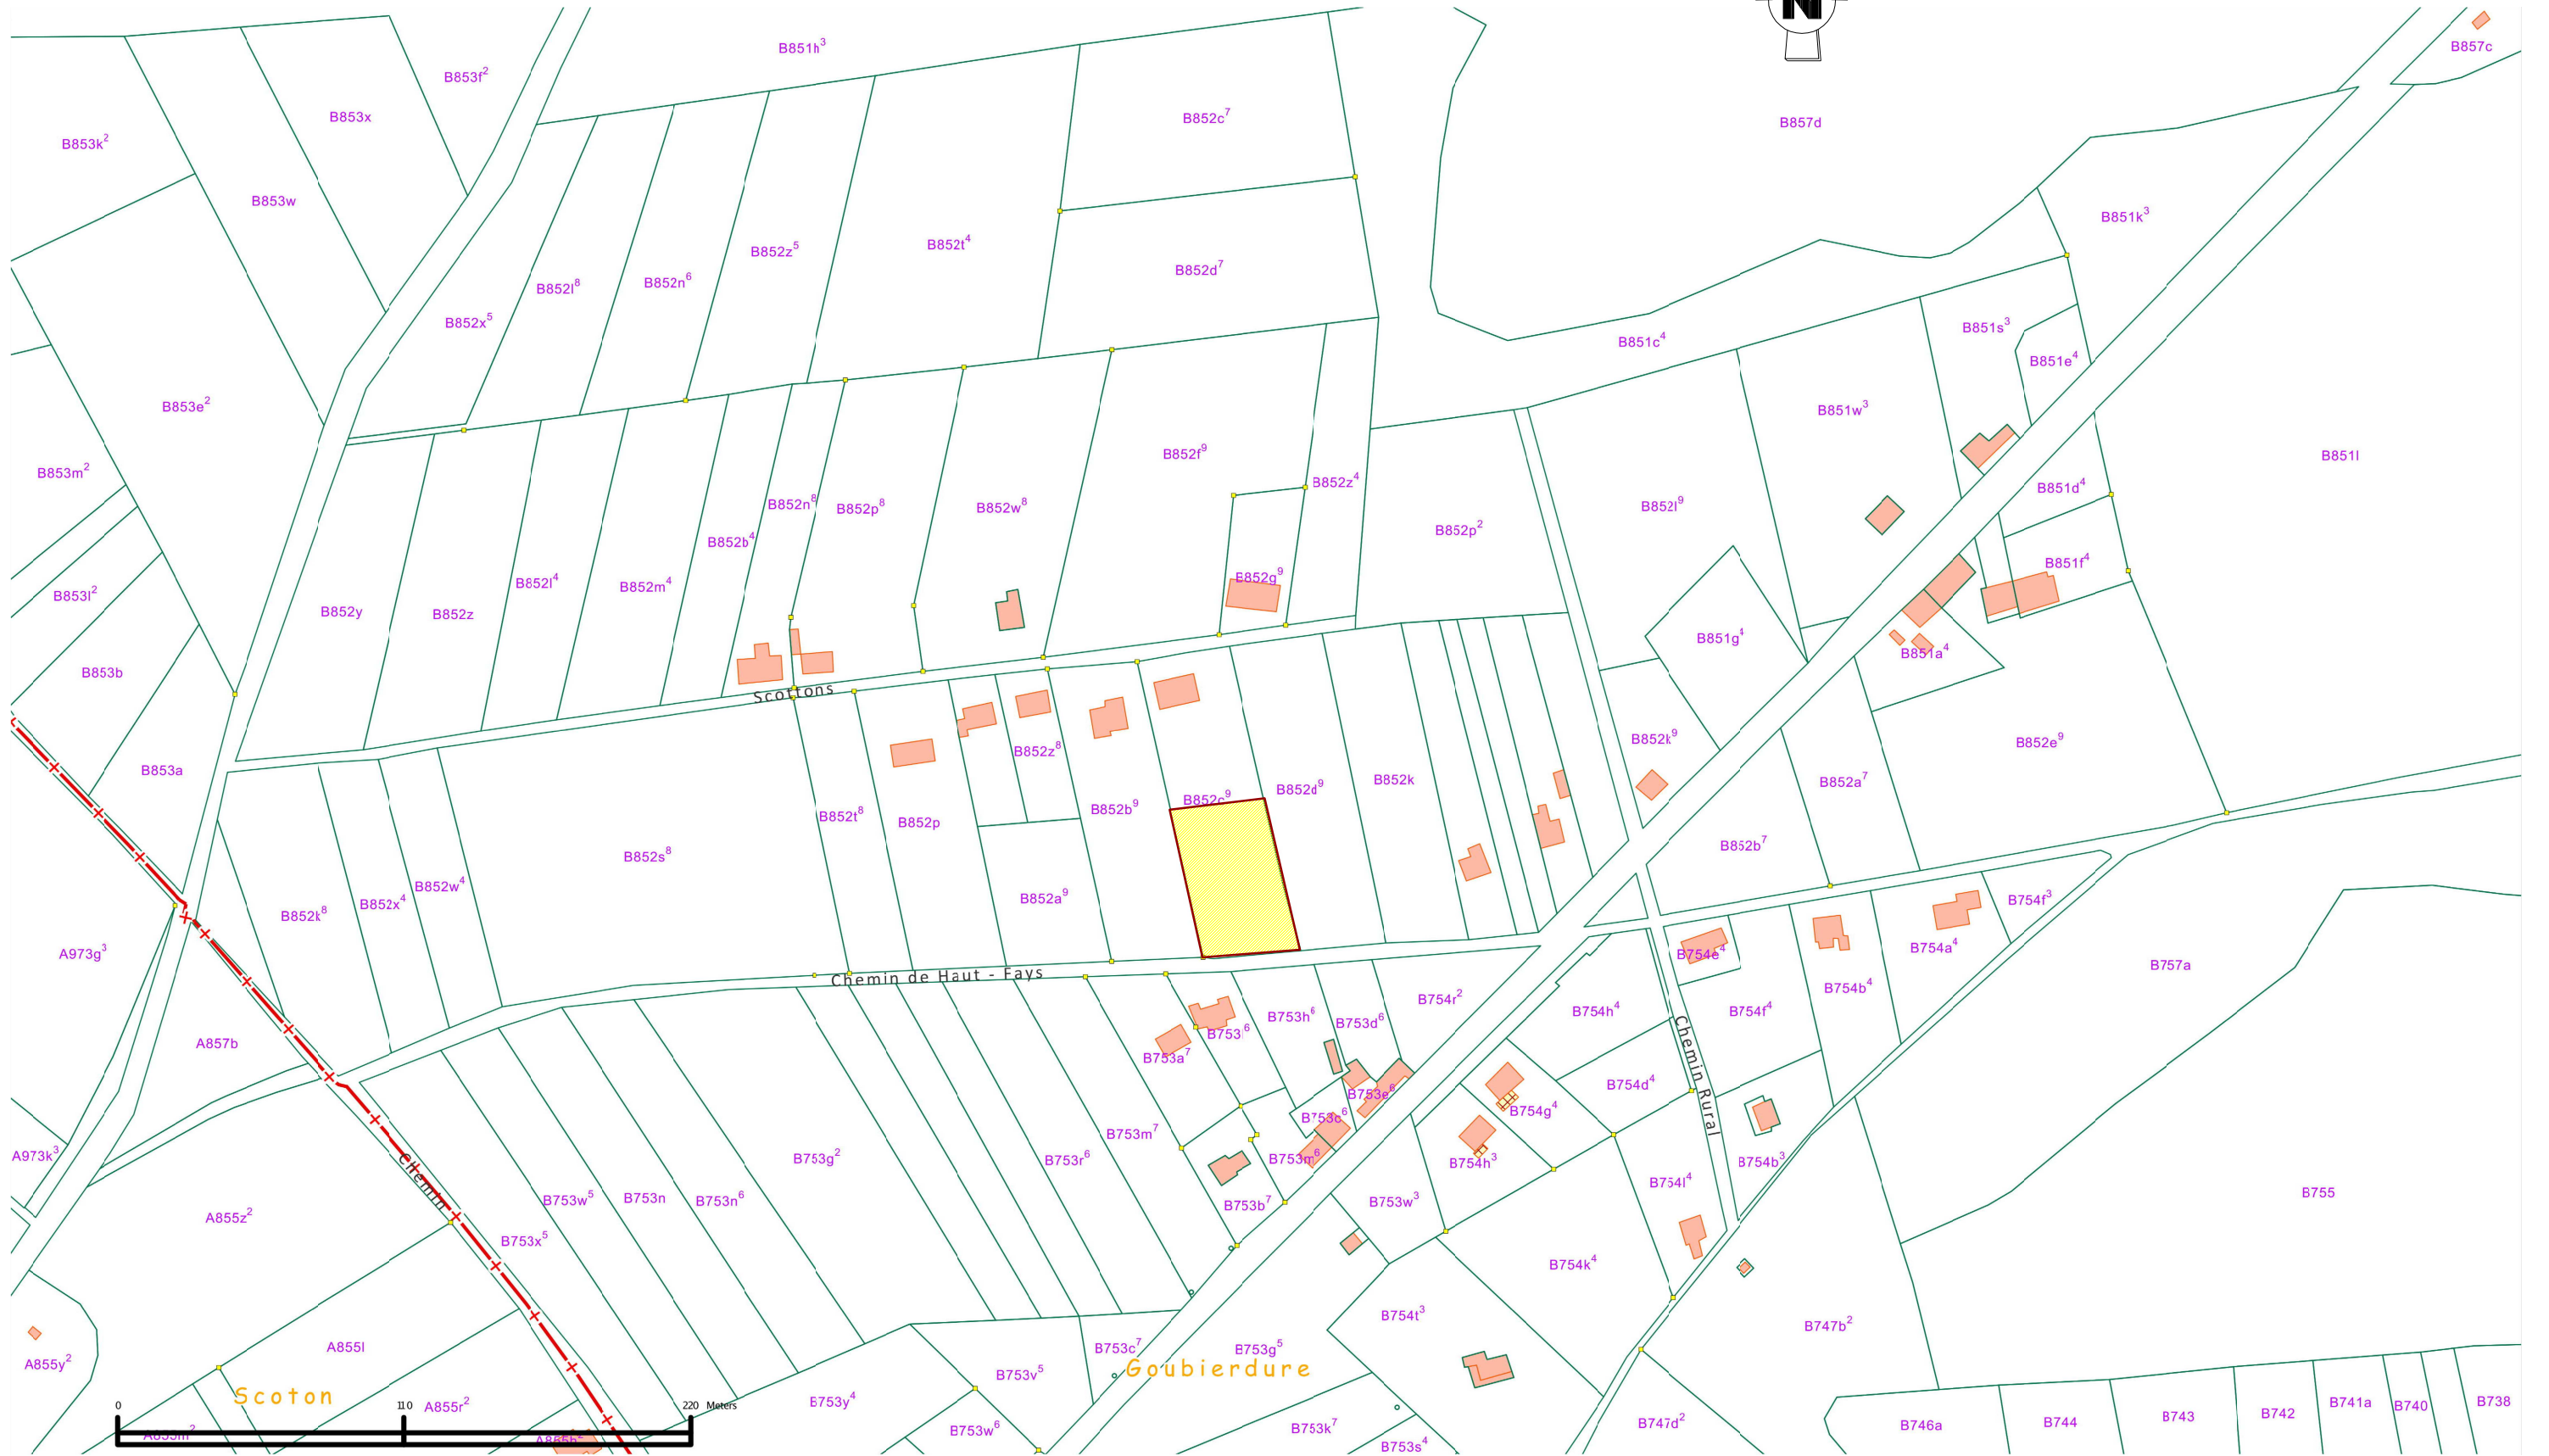 N
B857c
B851h³
B853f²
B853x
B852c⁷
B857d
B853k²
B853w
B851k³
B852t⁴
B852z⁵
B852d⁷
B852n⁶
B852l⁸
B852x⁵
B851s³
B851c⁴
B851e⁴
B853e²
B851w³
B852f⁹
B851l
B853m²
B852z⁴
B851d⁴
B852n⁸
B852p⁸
B852w⁸
B852l⁹
B852p²
B852b⁴
B851f⁴
B852g⁹
B852l⁴
B852m⁴
B853l²
B852y
B852z
B851g⁴
B851a⁴
B853b
Scottons
B852k⁹
B852e⁹
B852z⁸
B853a
B852k
B852a⁷
B852d⁹
B852c⁹
B852b⁹
B852t⁸
B852p
B852b⁷
B852s⁸
B852w⁴
B852x⁴
B852a⁹
B754f³
B852k⁸
A973g³
B754e⁴
B754a⁴
B757a
Chemin de Haut - Fays
B754b⁴
B754r²
B754h⁴
B754f⁴
B753h⁶
B753d⁶
A857b
B753a⁷
Chemin Rural
B754d⁴
B753e⁶
B754g⁴
B753c⁶
B753m⁷
A973k³
B753g²
B753r⁶
B753m⁶
B754h³
B754b³
Chemin
B754l⁴
B755
B753w⁵
B753n
B753n⁶
B753w³
B753b⁷
A855z²
B753x⁵
B754k⁴
B754t³
B747b²
A855l
B753c⁷
B753g⁵
A855y²
Goubierdure
B753v⁵
Scoton
B753y⁴
B741a
B738
0 110 220 Meters
A855r²
B740
B742
B743
B744
B746a
B747d²
B753w⁶
B753k⁷
B753s⁴